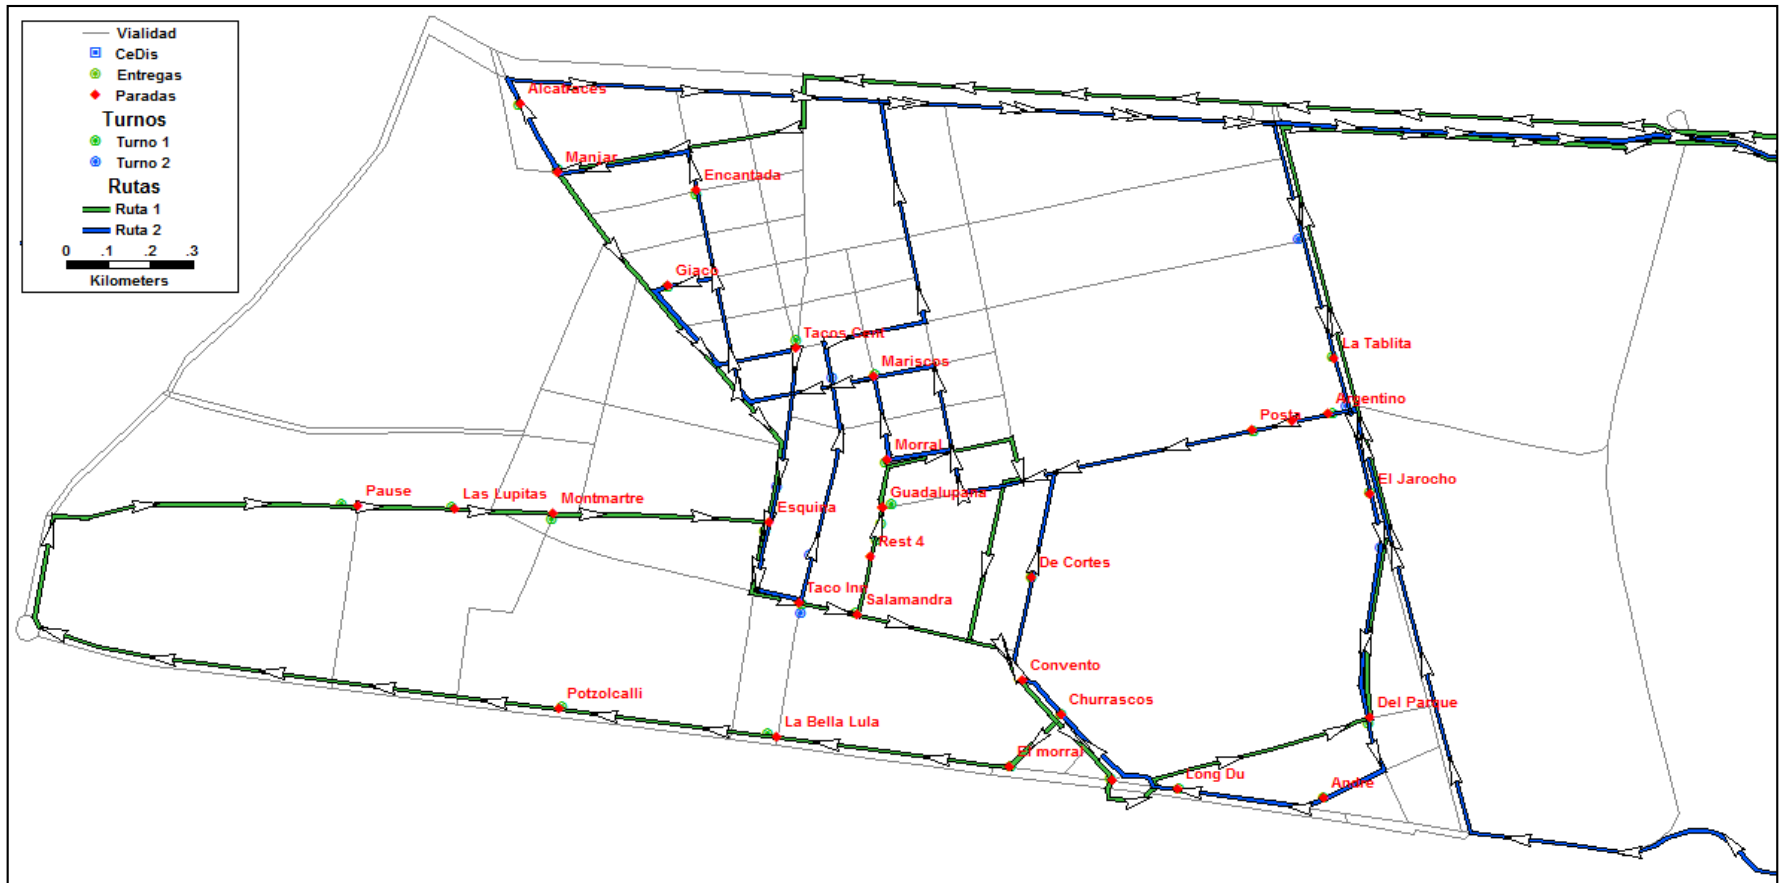 Vialidad
CeDis
Entregas
Paradas
Turnos
Turno 1
Turno 2
Rutas
Ruta 1
Ruta 2
0 .1 .2 .3
Kilometers
Alcatraces
Manjar
Encantada
Giaco
Tacos Cent
Mariscos
La Tablita
Argentino
Posta
Morral
El Jarocho
Pause
Las Lupitas
Montmartre
Guadalupana
Esquina
Rest 4
De Cortes
Taco Inn
Salamandra
Convento
Churrascos
Del Parque
Potzolcalli
La Bella Lula
El morral
Long Du
Andre